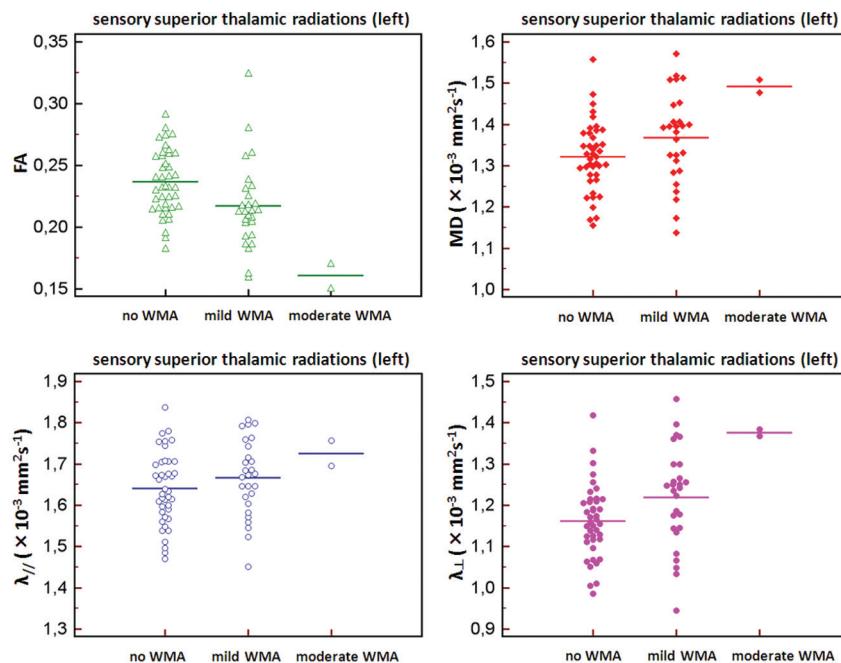 sensory superior thalamic radiations (left)
0,35
0,30
0,25
0,20
0,15
FA
no WMA mild WMA moderate WMA
sensory superior thalamic radiations (left)
1,6
1,5
1,4
1,3
1,2
1,1
1,0
MD (× 10⁻³ mm²s⁻¹)
no WMA mild WMA moderate WMA
sensory superior thalamic radiations (left)
1,9
1,8
1,7
1,6
1,5
1,4
1,3
λ// (× 10⁻³ mm²s⁻¹)
no WMA mild WMA moderate WMA
sensory superior thalamic radiations (left)
1,5
1,4
1,3
1,2
1,1
1,0
0,9
λ⊥ (× 10⁻³ mm²s⁻¹)
no WMA mild WMA moderate WMA